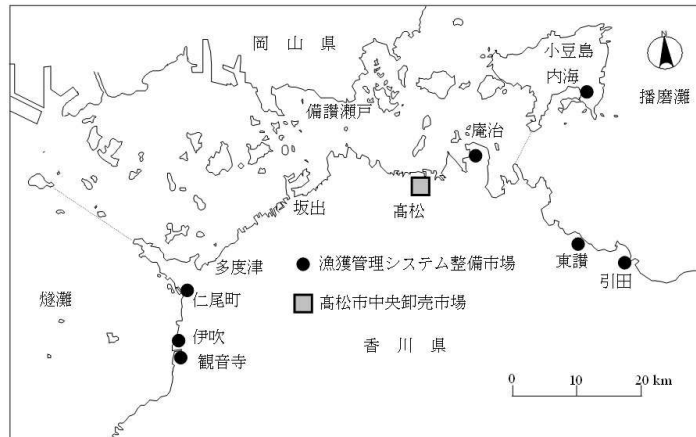 岡 山 県
小豆島
内海
N
播磨灘
備讃瀬戸
庵治
坂出
髙松
多度津
東讃
引田
漁獲管理システム整備市場
燧灘
仁尾町
髙松市中央卸売市場
伊吹
観音寺
香 川 県
0 10 20 km